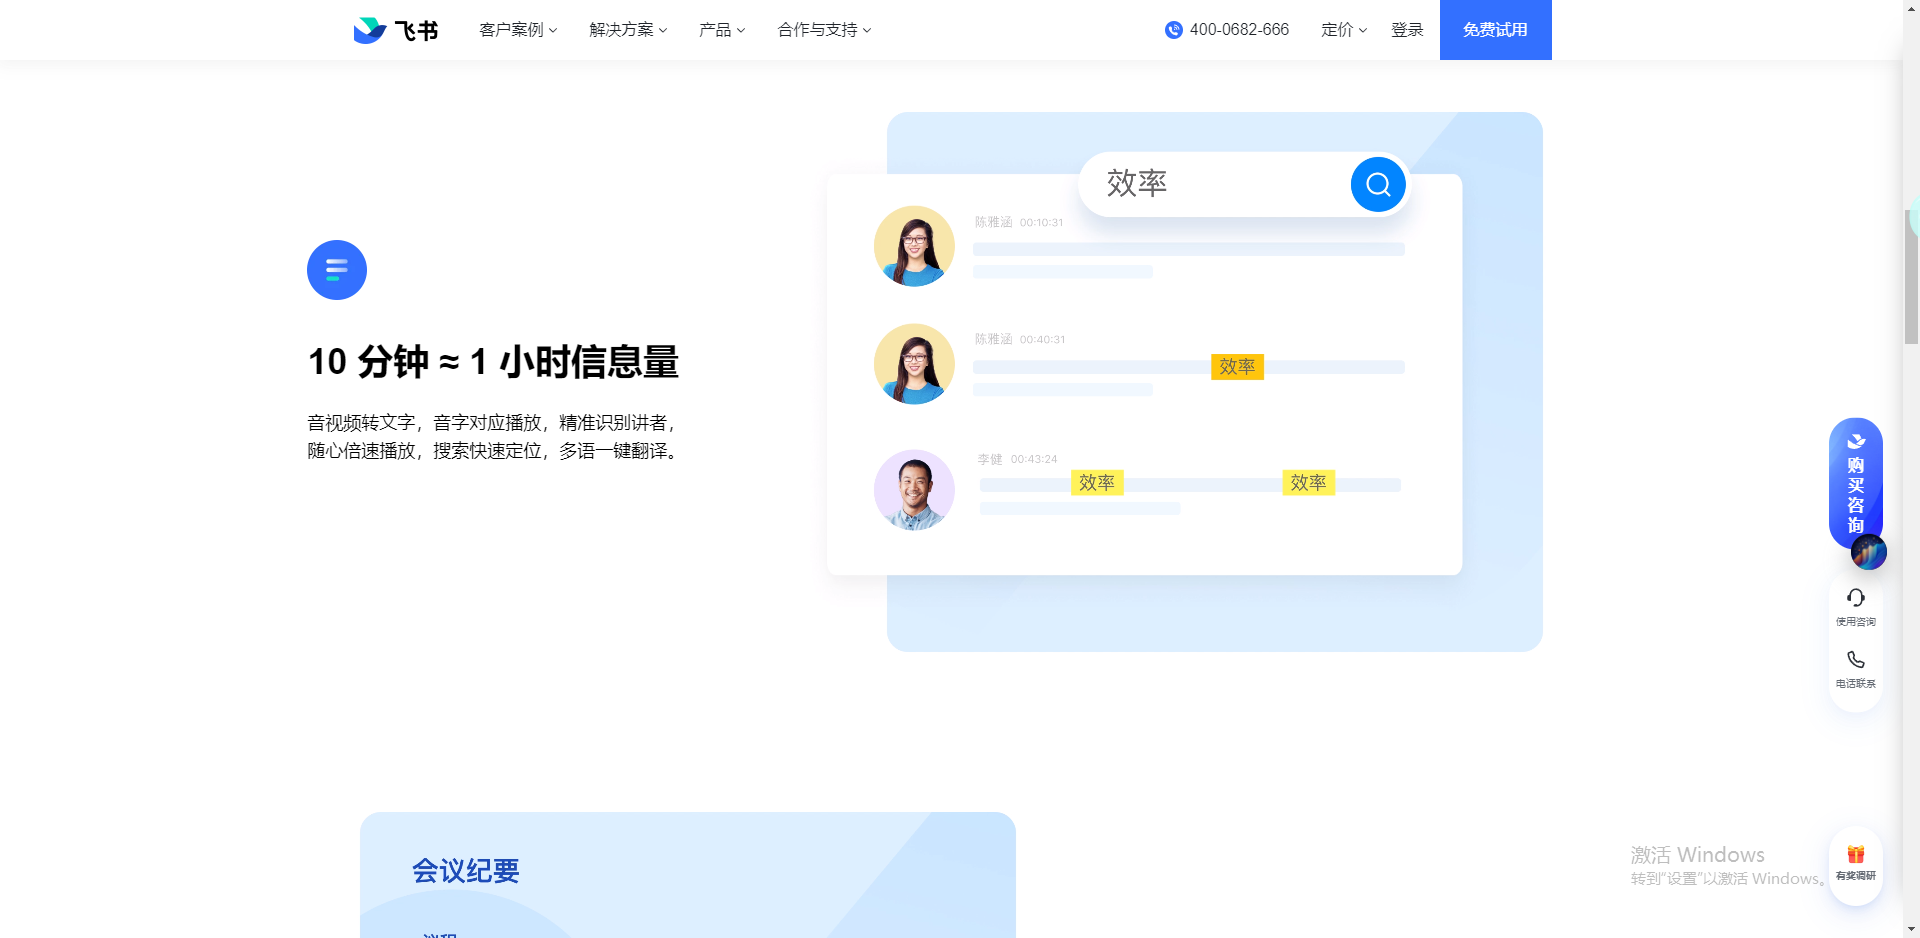 飞书
客户案例
解决方案
产品
合作与支持
400-0682-666
定价
登录
免费试用
10 分钟 ≈ 1 小时信息量
音视频转文字，音字对应播放，精准识别讲者，
随心倍速播放，搜索快速定位，多语一键翻译。
效率
陈雅涵 00:10:31
陈雅涵 00:40:31
效率
李健 00:43:24
效率
效率
购买咨询
使用咨询
电话联系
会议纪要
激活 Windows
转到“设置”以激活 Windows。
有奖调研